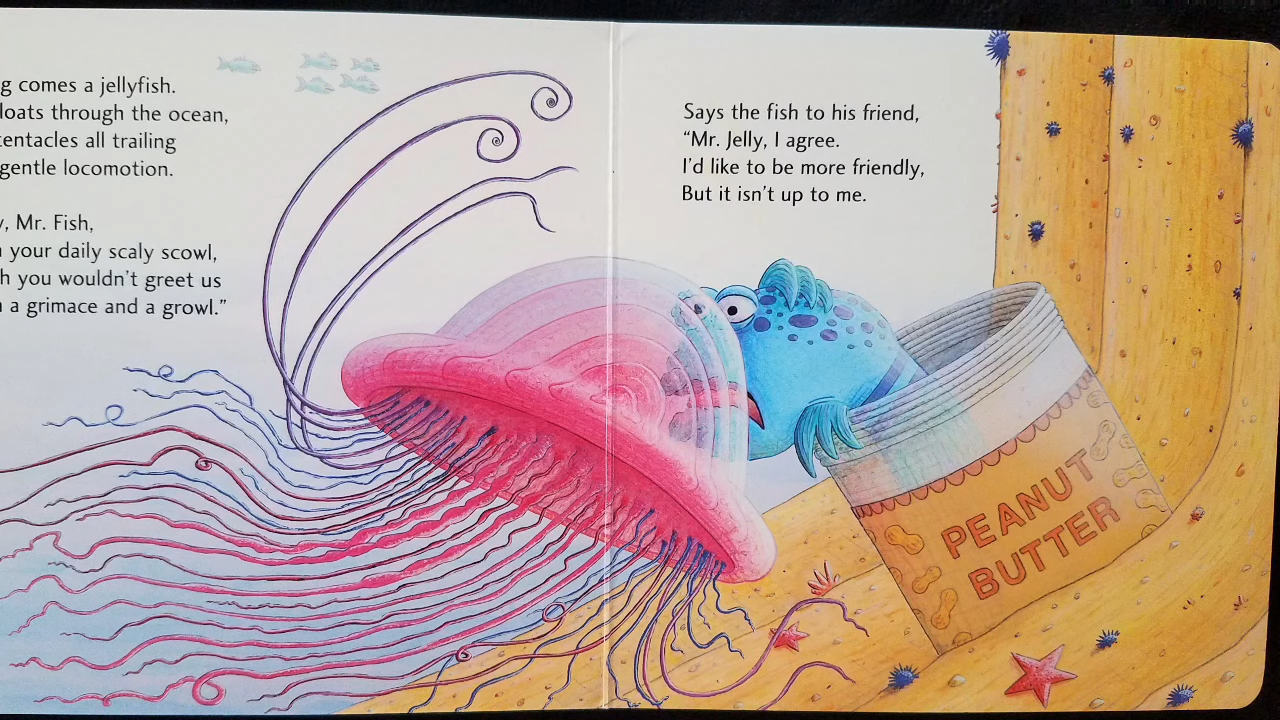 g comes a jellyfish.
loats through the ocean,
entacles all trailing
gentle locomotion.
, Mr. Fish,
your daily scaly scowl,
h you wouldn't greet us
a grimace and a growl."
Says the fish to his friend,
"Mr. Jelly, I agree.
I'd like to be more friendly,
But it isn't up to me.
PEANUT
BUTTER